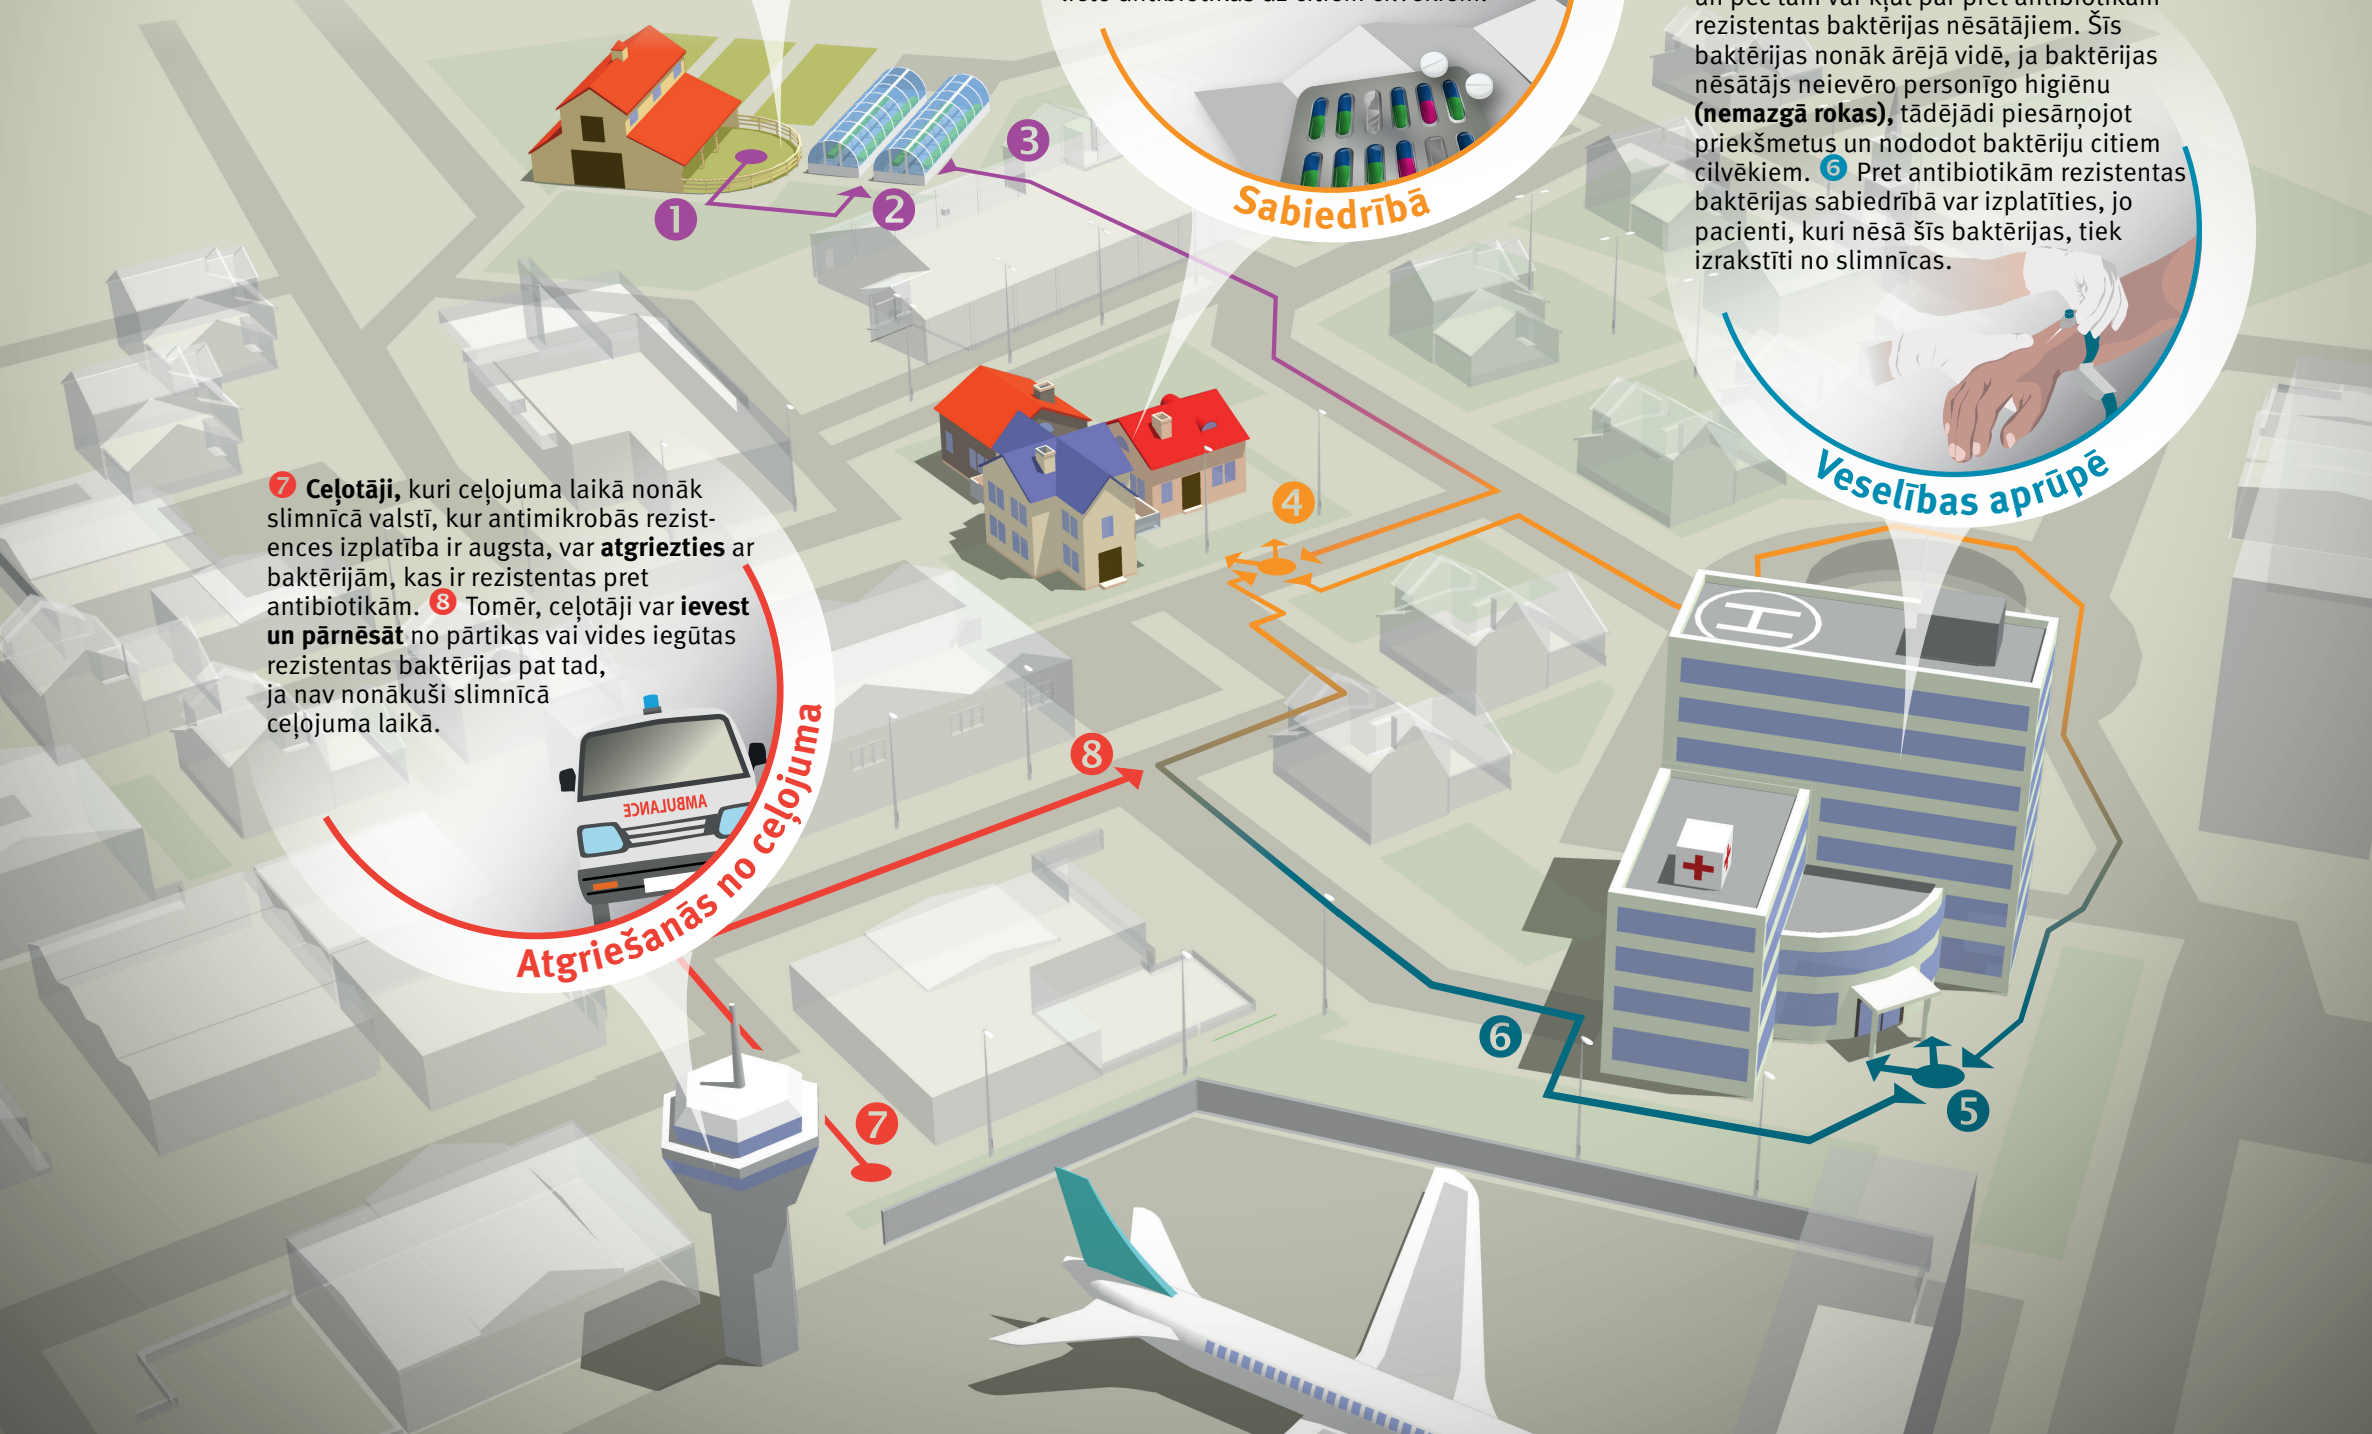 rezistentas baktērijas nēsātājiem. Šīs
baktērijas nonāk ārējā vidē, ja baktērijas
nēsātājs neievēro personīgo higiēnu
(nemazgā rokas), tādējādi piesārņojot
priekšmetus un nododot baktēriju citiem
cilvēkiem. 6 Pret antibiotikām rezistentas
baktērijas sabiedrībā var izplatīties, jo
pacienti, kuri nēsā šīs baktērijas, tiek
izrakstīti no slimnīcas.
Veselības aprūpē
Sabiedrībā
1
2
3
4
7 Ceļotāji, kuri ceļojuma laikā nonāk
slimnīcā valstī, kur antimikrobās rezist-
ences izplatība ir augsta, var atgriezties ar
baktērijām, kas ir rezistentas pret
antibiotikām. 8 Tomēr, ceļotāji var ievest
un pārnēsāt no pārtikas vai vides iegūtas
rezistentas baktērijas pat tad,
ja nav nonākuši slimnīcā
ceļojuma laikā.
AMBULANCE
Atgriešanās no ceļojuma
8
6
5
7
H